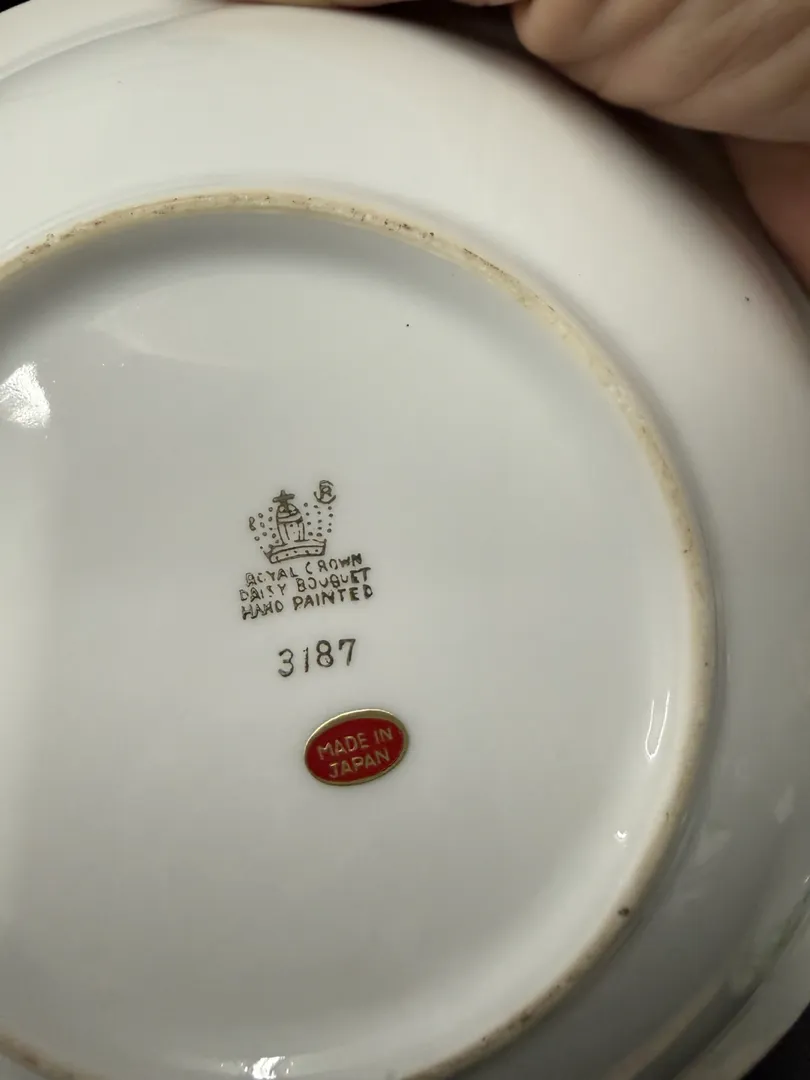 R
ROYAL CROWN
DAISY BOUQUET
HAND PAINTED
3187
MADE IN
JAPAN